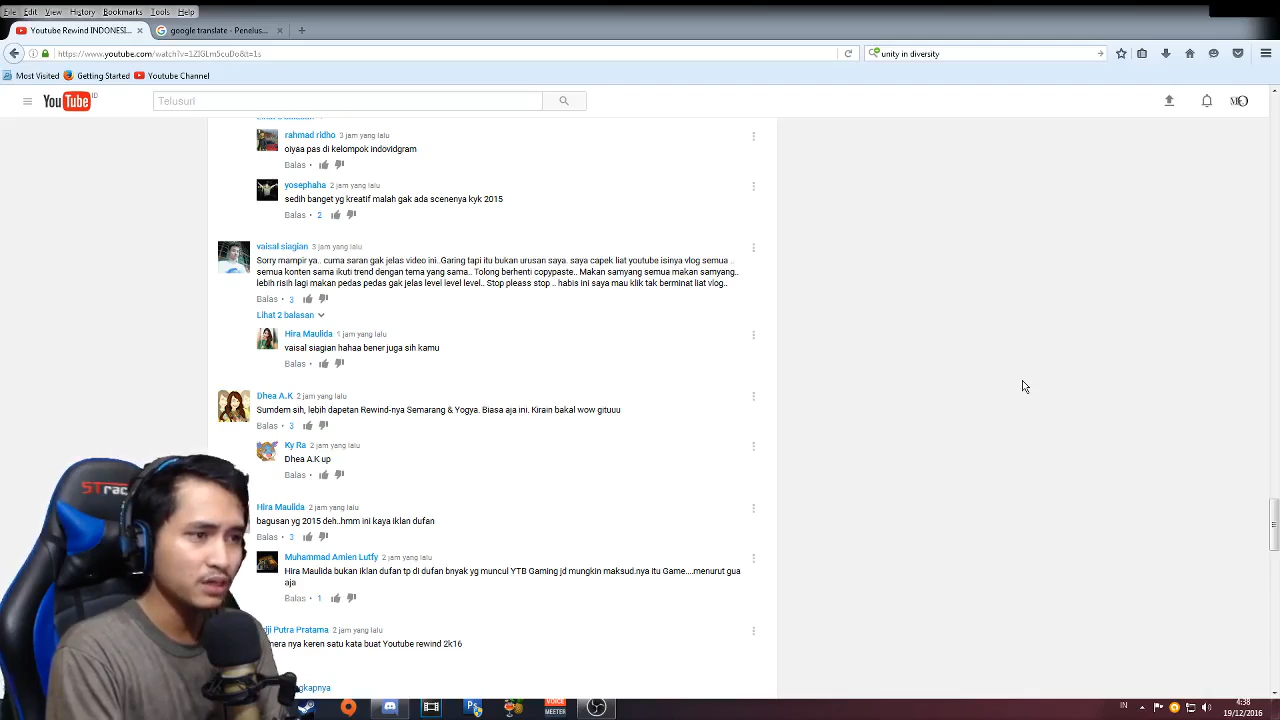 File Edit View History Bookmarks Tools Help
Youtube Rewind INDONESI...
google translate - Penelus...
https://www.youtube.com/watch?v=1ZIGLm5cuDo&t=1s
unity in diversity
Most Visited Getting Started Youtube Channel
YouTube ID
Telusuri
rahmad ridho 3 jam yang lalu
oiyaa pas di kelompok indovidgram
Balas
yosephaha 2 jam yang lalu
sedih banget yg kreatif malah gak ada scenenya kyk 2015
Balas • 2
vaisal siagian 3 jam yang lalu
Sorry mampir ya.. cuma saran gak jelas video ini..Garing tapi itu bukan urusan saya. saya capek liat youtube isinya vlog semua ..
semua konten sama ikuti trend dengan tema yang sama.. Tolong berhenti copypaste.. Makan samyang semua makan samyang..
lebih risih lagi makan pedas pedas gak jelas level level level.. Stop pleass stop .. habis ini saya mau klik tak berminat liat vlog..
Balas • 3
Lihat 2 balasan
Hira Maulida 1 jam yang lalu
vaisal siagian hahaa bener juga sih kamu
Balas •
Dhea A.K 2 jam yang lalu
Sumdem sih, lebih dapetan Rewind-nya Semarang & Yogya. Biasa aja ini. Kirain bakal wow gituuu
Balas • 3
Ky Ra 2 jam yang lalu
Dhea A.K up
Balas •
Hira Maulida 2 jam yang lalu
bagusan yg 2015 deh..hmm ini kaya iklan dufan
Balas • 3
Muhammad Amien Lutfy 2 jam yang lalu
Hira Maulida bukan iklan dufan tp di dufan bnyak yg muncul YTB Gaming jd mungkin maksud.nya itu Game....menurut gua
aja
Balas • 1
dji Putra Pratama 2 jam yang lalu
mera nya keren satu kata buat Youtube rewind 2k16
gkapnya
VOICE
MEETER
IN
4:38
19/12/2016